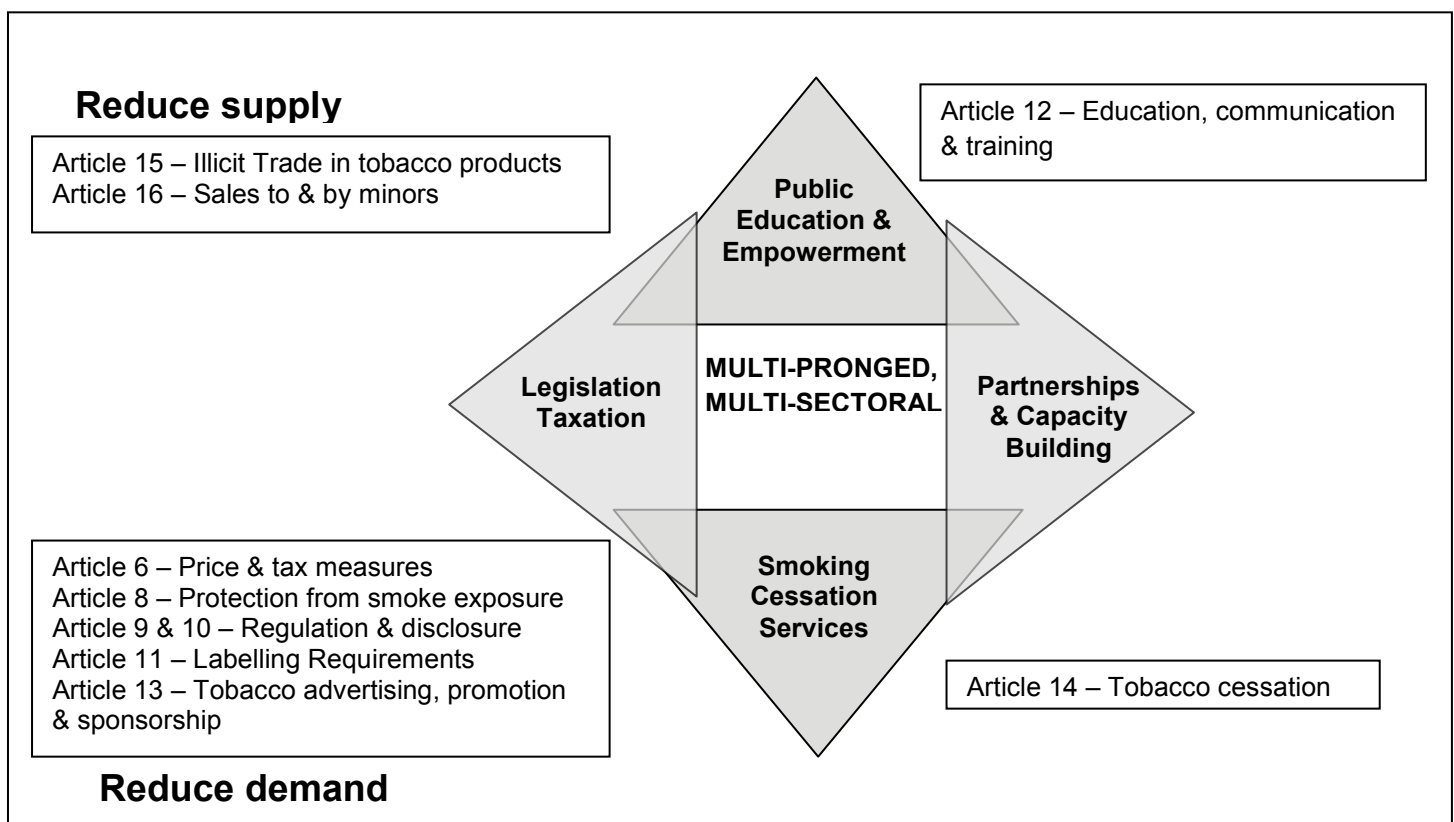 Reduce supply
Article 15 – Illicit Trade in tobacco products
Article 16 – Sales to & by minors
Article 12 – Education, communication
& training
Public
Education &
Empowerment
Legislation
Taxation
MULTI-PRONGED,
MULTI-SECTORAL
Partnerships
& Capacity
Building
Smoking
Cessation
Services
Article 6 – Price & tax measures
Article 8 – Protection from smoke exposure
Article 9 & 10 – Regulation & disclosure
Article 11 – Labelling Requirements
Article 13 – Tobacco advertising, promotion
& sponsorship
Article 14 – Tobacco cessation
Reduce demand